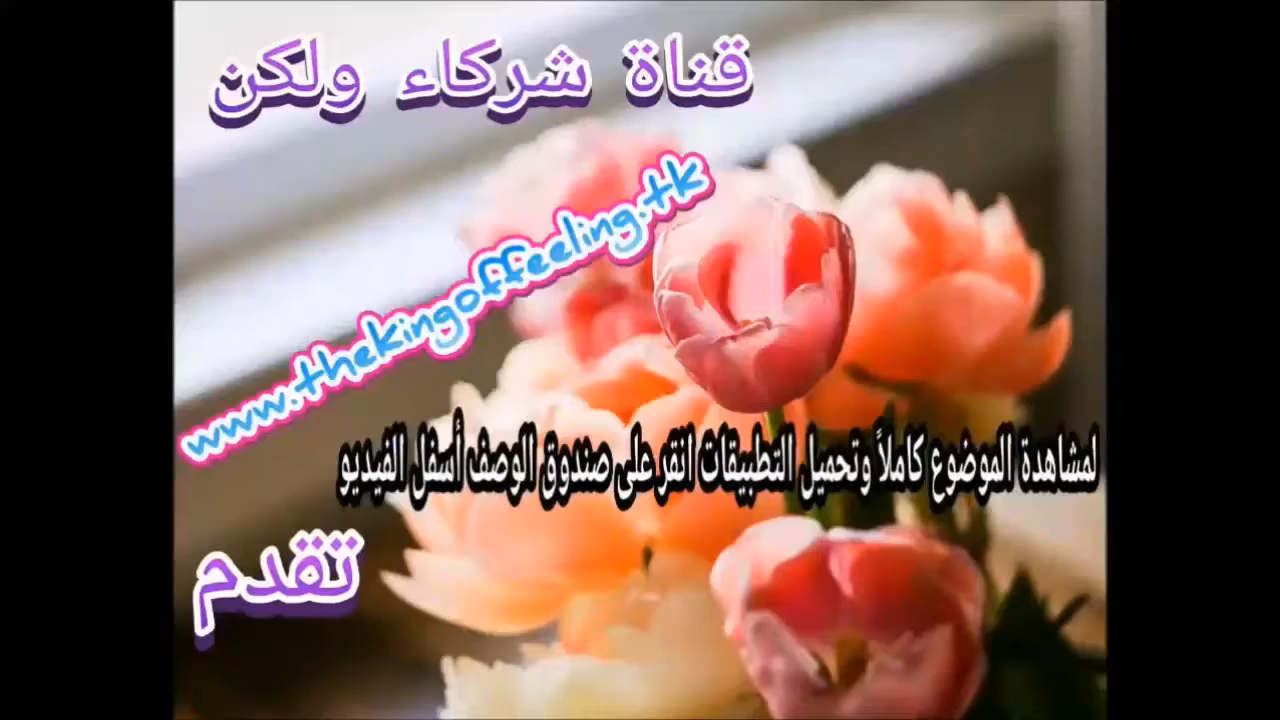 قناة شركاء ولكن
www.thekingoffeeling.tk
لمشاهدة الموضوع كاملاً وتحميل التطبيقات انقر على صندوق الوصف أسفل الفيديو
تقدم